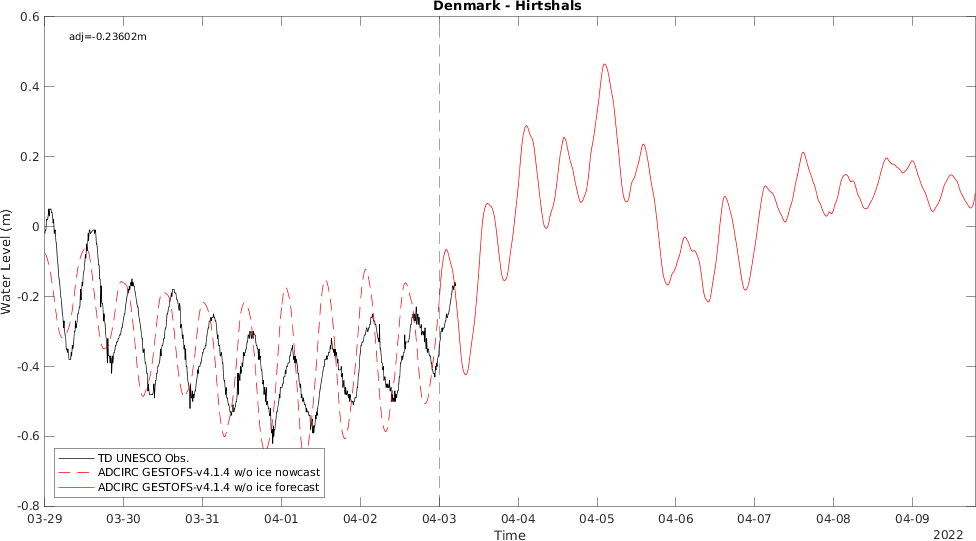 Denmark - Hirtshals
adj=-0.23602m
0.6
0.4
0.2
0
-0.2
-0.4
-0.6
-0.8
Water Level (m)
TD UNESCO Obs.
ADCIRC GESTOFS-v4.1.4 w/o ice nowcast
ADCIRC GESTOFS-v4.1.4 w/o ice forecast
03-29 03-30 03-31 04-01 04-02 04-03 04-04 04-05 04-06 04-07 04-08 04-09
Time
2022